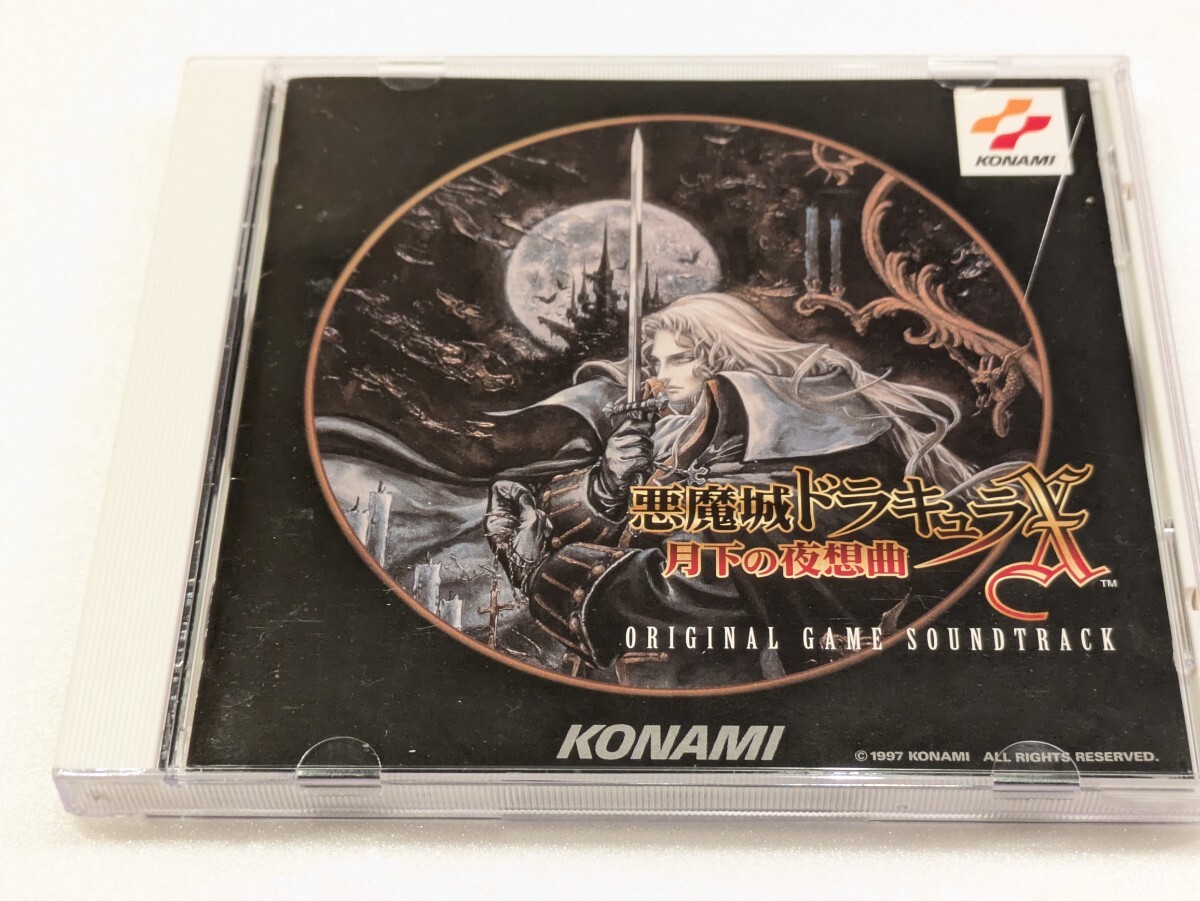 KONAMI
悪魔城ドラキュラX
TM
月下の夜想曲
ORIGINAL GAME SOUNDTRACK
KONAMI
© 1997 KONAMI ALL RIGHTS RESERVED.